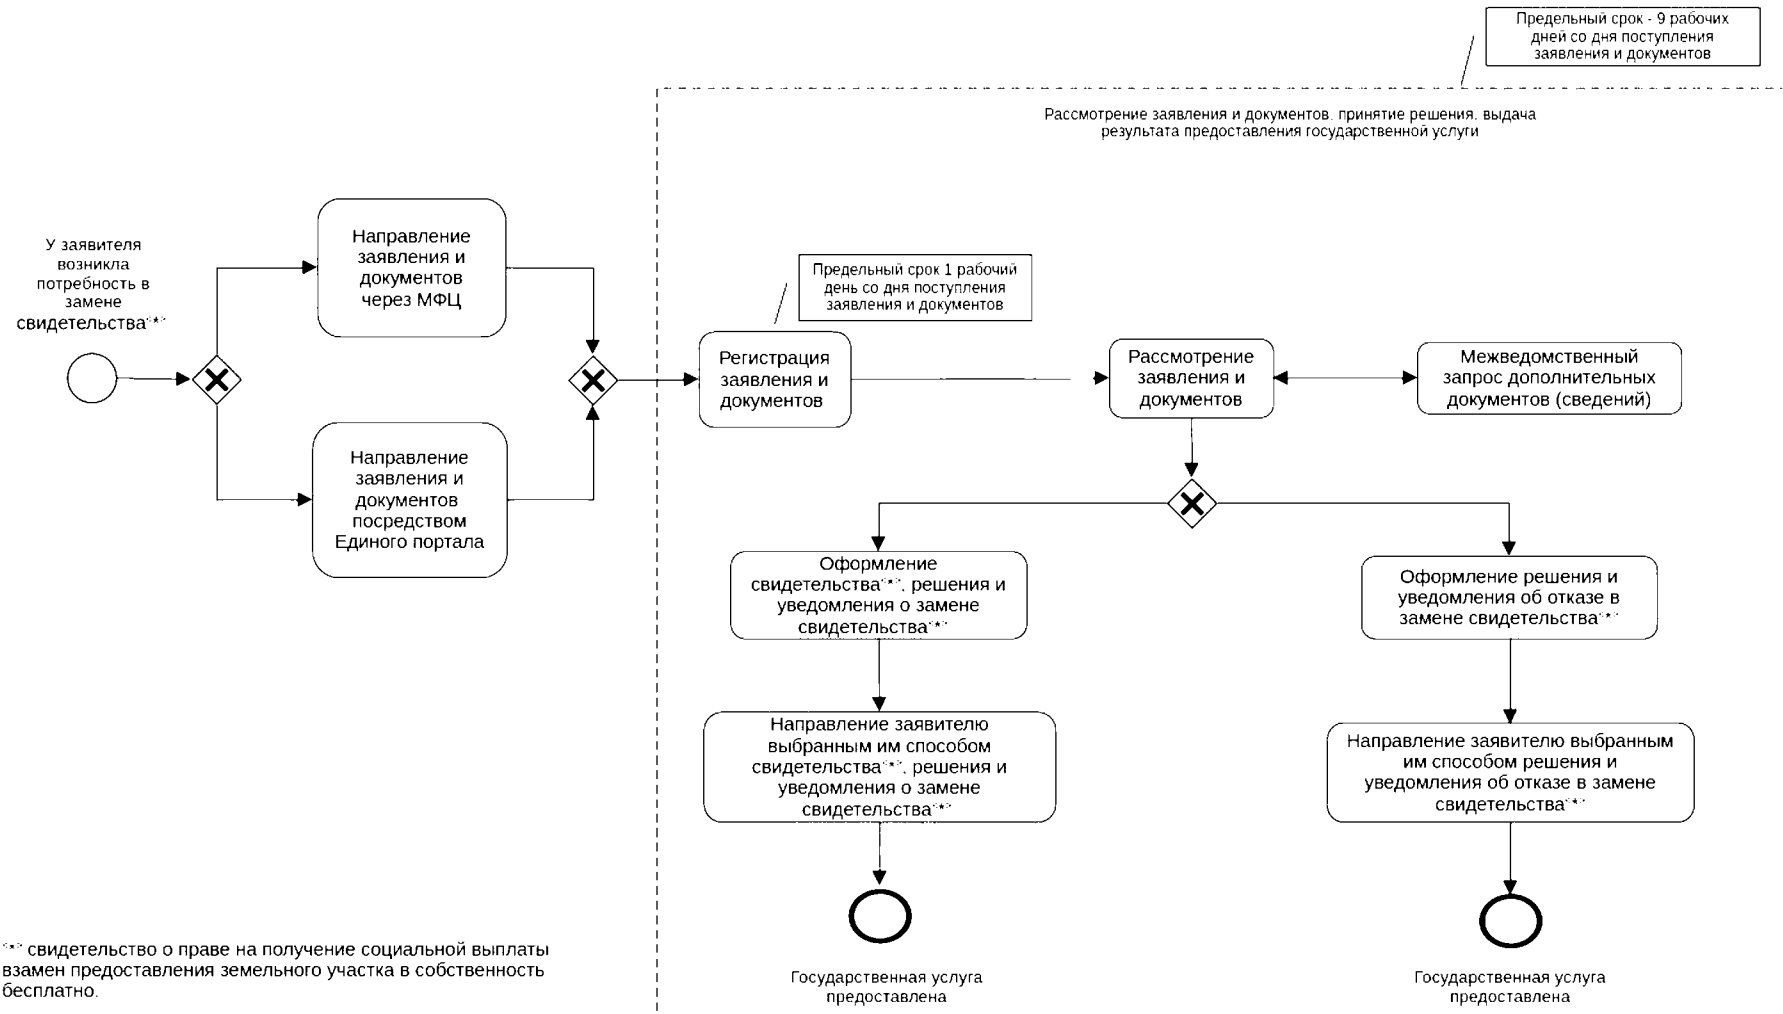 Предельный срок - 9 рабочих
дней со дня поступления
заявления и документов
Рассмотрение заявления и документов. принятие решения. выдача
результата предоставления государственной услуги
У заявителя
возникла
потребность в
замене
свидетельства<*>
Направление
заявления и
документов
через МФЦ
Направление
заявления и
документов
посредством
Единого портала
Предельный срок 1 рабочий
день со дня поступления
заявления и документов
Регистрация
заявления и
документов
Рассмотрение
заявления и
документов
Межведомственный
запрос дополнительных
документов (сведений)
Оформление
свидетельства<*>. решения и
уведомления о замене
свидетельства<*>
Оформление решения и
уведомления об отказе в
замене свидетельства<*>
Направление заявителю
выбранным им способом
свидетельства<*>. решения и
уведомления о замене
свидетельства<*>
Направление заявителю выбранным
им способом решения и
уведомления об отказе в замене
свидетельства<*>
Государственная услуга
предоставлена
Государственная услуга
предоставлена
<*> свидетельство о праве на получение социальной выплаты
взамен предоставления земельного участка в собственность
бесплатно.